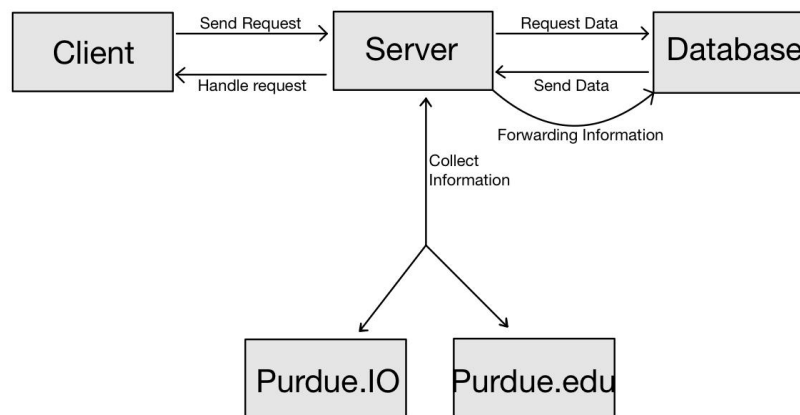 Send Request
Request Data
Client
Server
Database
Handle request
Send Data
Forwarding Information
Collect
Information
Purdue.IO
Purdue.edu